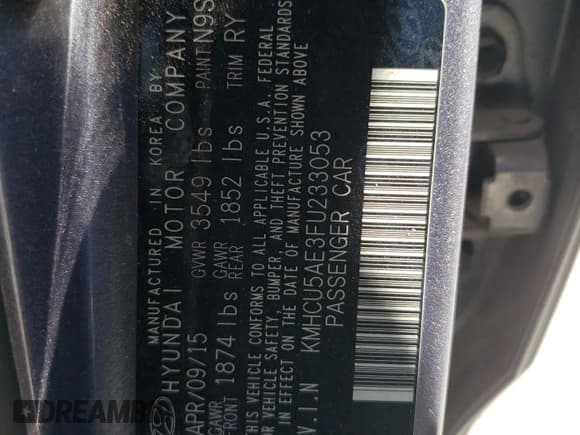 MANUFACTURED IN KOREA BY
HYUNDAI MOTOR COMPANY
APR/09/15 GVWR 3549 lbs PAINT N9S
GAWR FRONT 1874 lbs GAWR REAR 1852 lbs TRIM RY
THIS VEHICLE CONFORMS TO ALL APPLICABLE U.S.A. FEDERAL
MOTOR VEHICLE SAFETY, BUMPER, AND THEFT PREVENTION STANDARDS
IN EFFECT ON THE DATE OF MANUFACTURE SHOWN ABOVE
V.I.N KMHCU5AE3FU233053
PASSENGER CAR